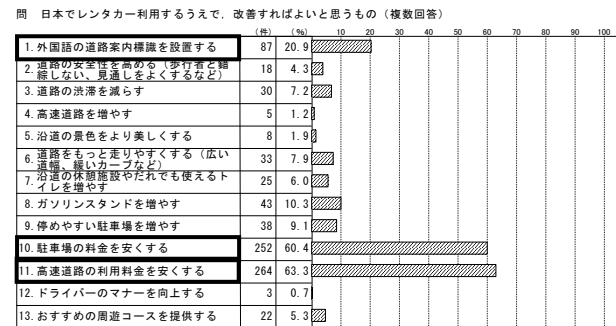 問　日本でレンタカー利用するうえで，改善すればよいと思うもの（複数回答）
（件）　（%）　10　20　30　40　50　60　70　80　90　100
1.外国語の道路案内標識を設置する　87　20.9
2.道路の安全性を高める（歩行者と錯
綜しない、見通しをよくするなど）　18　4.3
3.道路の渋滞を減らす　30　7.2
4.高速道路を増やす　5　1.2
5.沿道の景色をより美しくする　8　1.9
6.道路をもっと走りやすくする（広い
道幅、緩いカーブなど）　33　7.9
7.沿道の休憩施設やだれでも使えるト
イレを増やす　25　6.0
8.ガソリンスタンドを増やす　43　10.3
9.停めやすい駐車場を増やす　38　9.1
10.駐車場の料金を安くする　252　60.4
11.高速道路の利用料金を安くする　264　63.3
12.ドライバーのマナーを向上する　3　0.7
13.おすすめの周遊コースを提供する　22　5.3